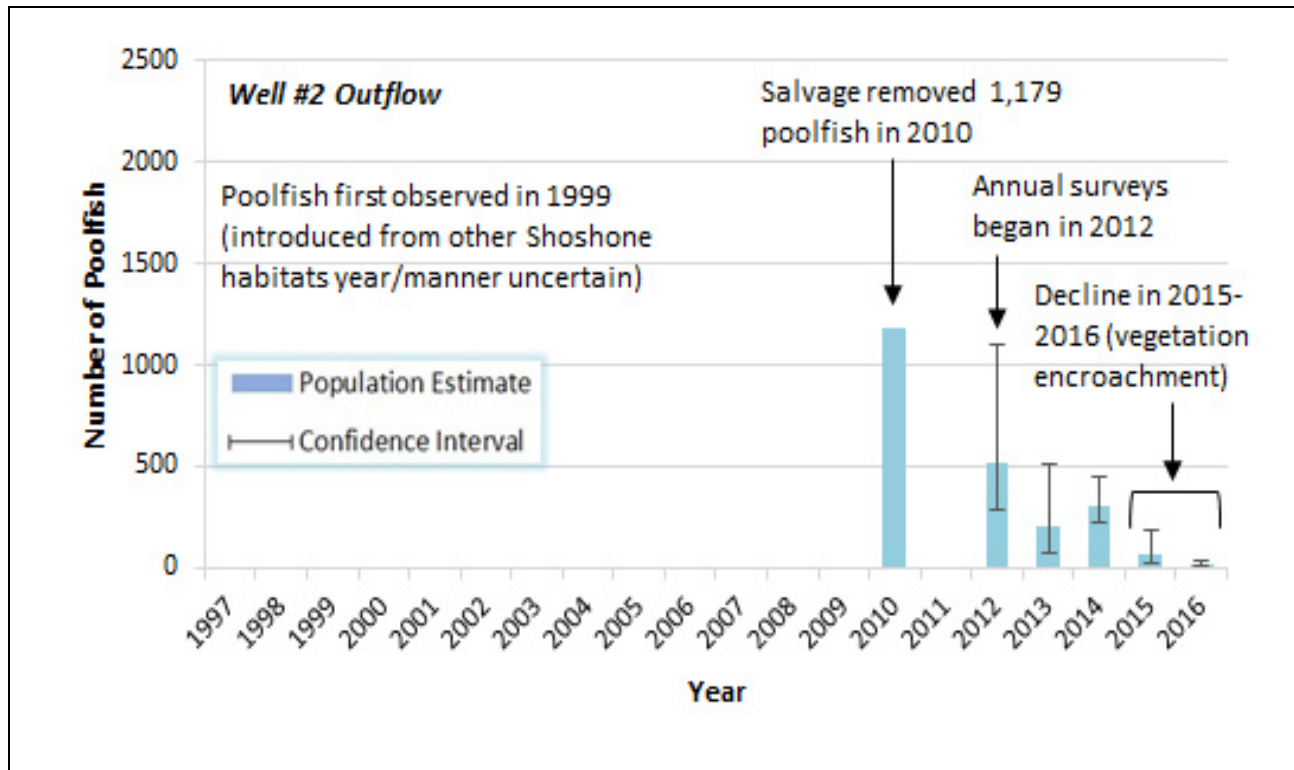 Well #2 Outflow
Salvage removed 1,179
poolfish in 2010
Poolfish first observed in 1999
(introduced from other Shoshone
habitats year/manner uncertain)
Annual surveys
began in 2012
Decline in 2015-
2016 (vegetation
encroachment)
Population Estimate
Confidence Interval
Number of Poolfish
2500
2000
1500
1000
500
0
1997
1998
1999
2000
2001
2002
2003
2004
2005
2006
2007
2008
2009
2010
2011
2012
2013
2014
2015
2016
Year